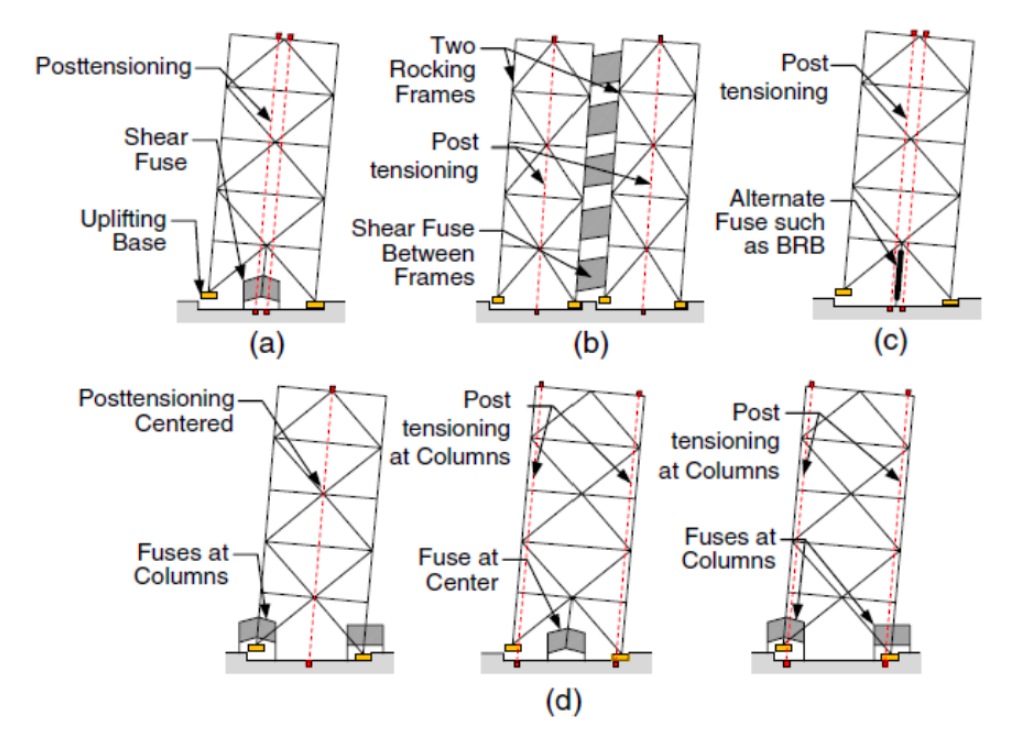 Posttensioning
Shear
Fuse
Uplifting
Base
(a)
Two
Rocking
Frames
Post
tensioning
Shear Fuse
Between
Frames
(b)
Post
tensioning
Alternate
Fuse such
as BRB
(c)
Posttensioning
Centered
Fuses at
Columns
Post
tensioning
at Columns
Fuse at
Center
Post
tensioning
at Columns
Fuses at
Columns
(d)